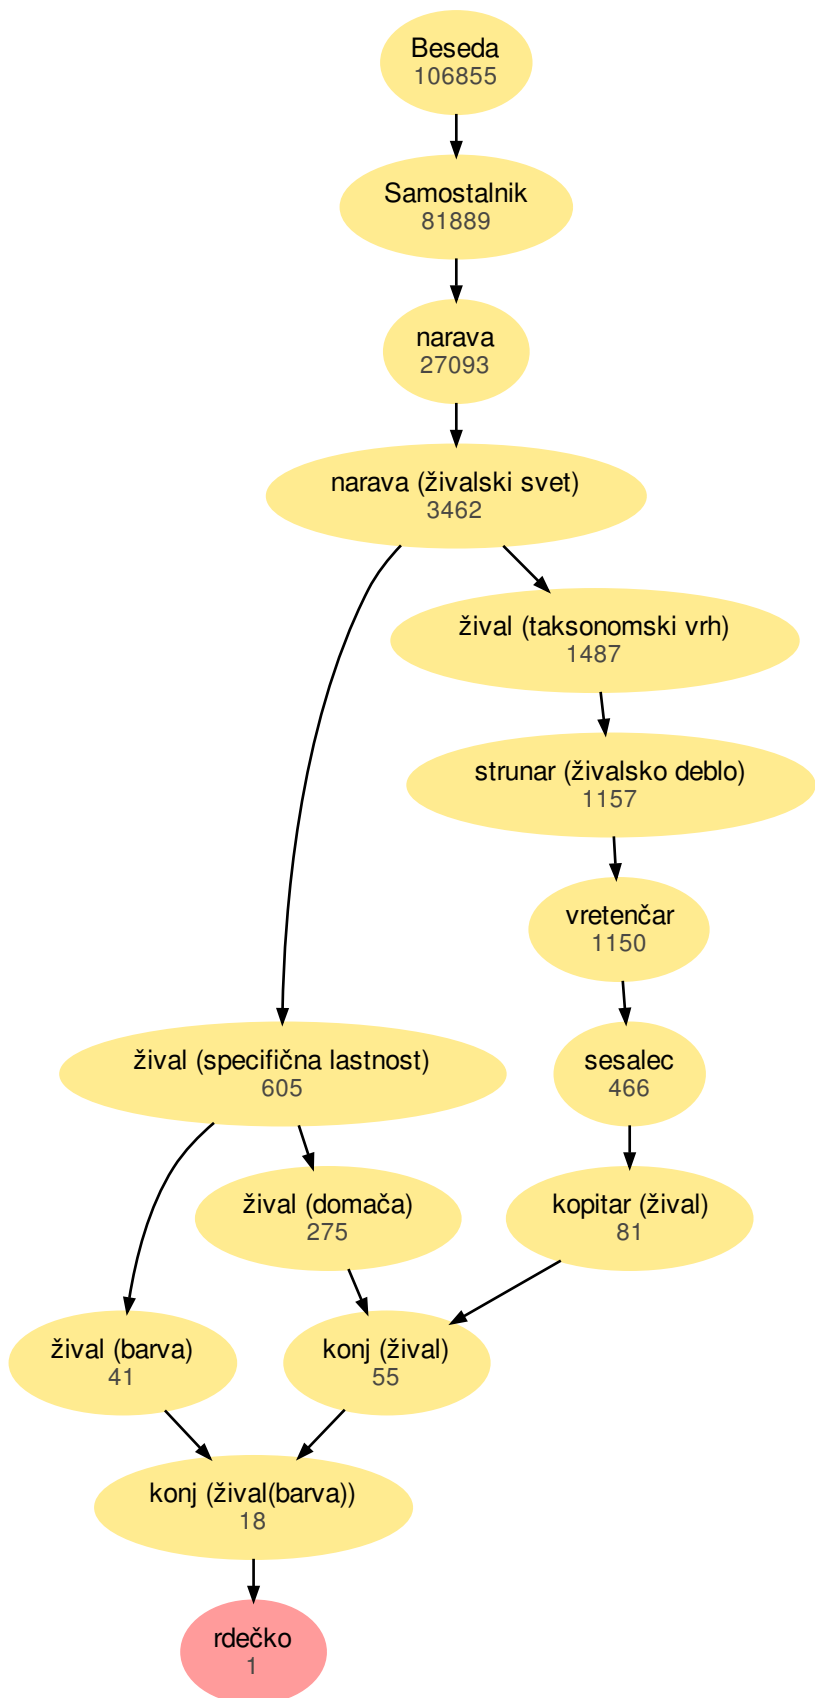 Beseda
106855
Samostalnik
81889
narava
27093
narava (živalski svet)
3462
žival (taksonomski vrh)
1487
strunar (živalsko deblo)
1157
vretenčar
1150
žival (specifična lastnost)
605
sesalec
466
žival (domača)
275
kopitar (žival)
81
žival (barva)
41
konj (žival)
55
konj (žival(barva))
18
rdečko
1